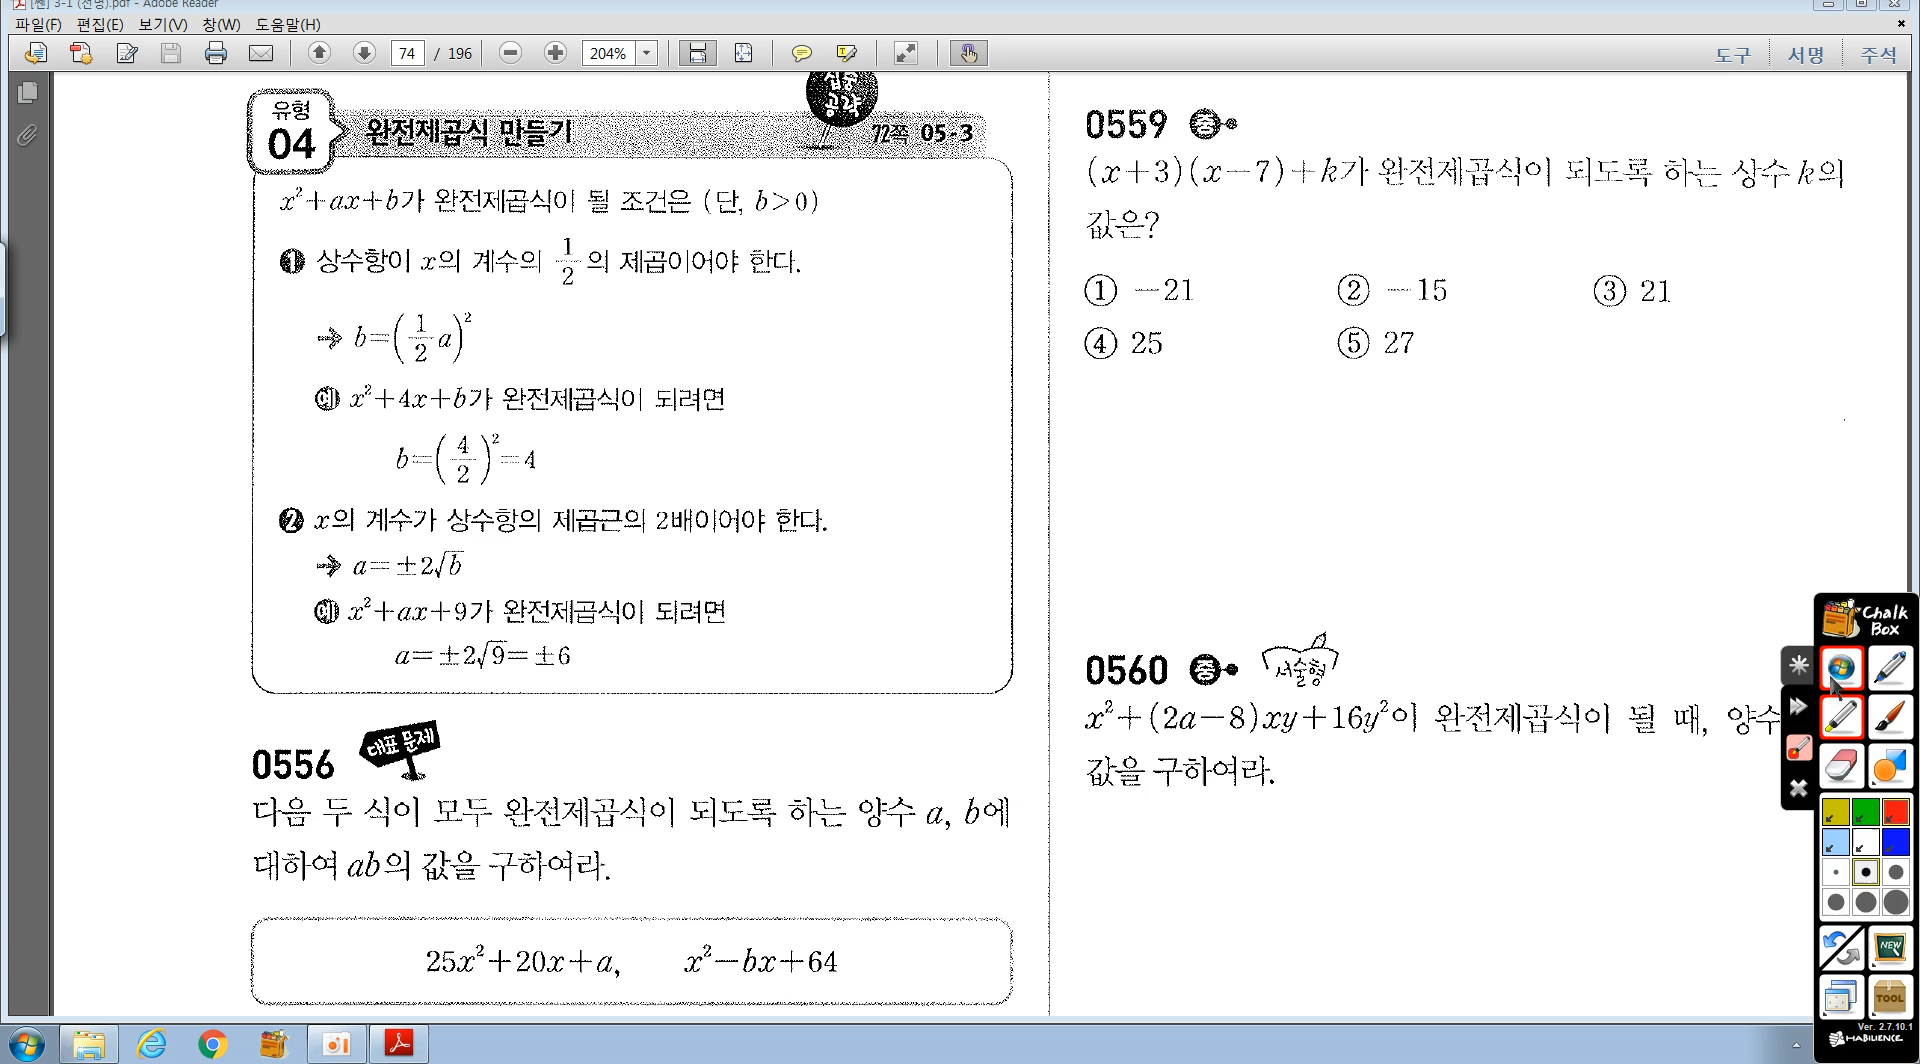 [쎈] 3-1 (선생).pdf - Adobe Reader
파일(F) 편집(E) 보기(V) 창(W) 도움말(H)
74 / 196 204% 도구 서명 주석
유형
04 완전제곱식 만들기 집중 공략 72쪽 05-3
x²+ax+b가 완전제곱식이 될 조건은 (단, b>0)
❶ 상수항이 x의 계수의 1/2의 제곱이어야 한다.
➔ b=(1/2 a)²
예 x²+4x+b가 완전제곱식이 되려면
b=(4/2)²=4
❷ x의 계수가 상수항의 제곱근의 2배이어야 한다.
➔ a=±2√b
예 x²+ax+9가 완전제곱식이 되려면
a=±2√9=±6
0556 대표 문제
다음 두 식이 모두 완전제곱식이 되도록 하는 양수 a, b에
대하여 ab의 값을 구하여라.
25x²+20x+a, x²-bx+64
0559 중
(x+3)(x-7)+k가 완전제곱식이 되도록 하는 상수 k의
값은?
① -21 ② -15 ③ 21
④ 25 ⑤ 27
0560 중 서술형
x²+(2a-8)xy+16y²이 완전제곱식이 될 때, 양수
값을 구하여라.
Chalk
Box
NEW
TOOL
Ver. 2.7.10.1
HABILIENCE